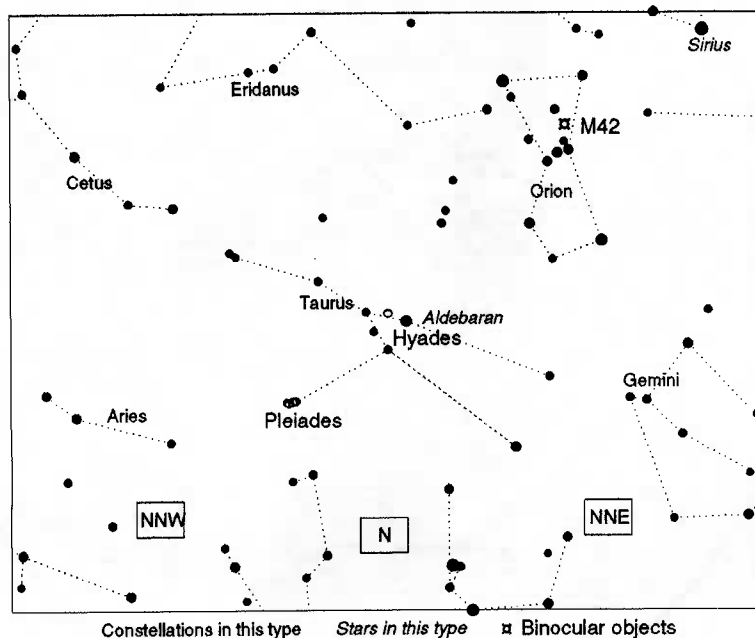 Sirius
Eridanus
¤ M42
Cetus
Orion
Taurus
Aldebaran
Hyades
Gemini
Aries
Pleiades
NNW
N
NNE
Constellations in this type Stars in this type ¤ Binocular objects